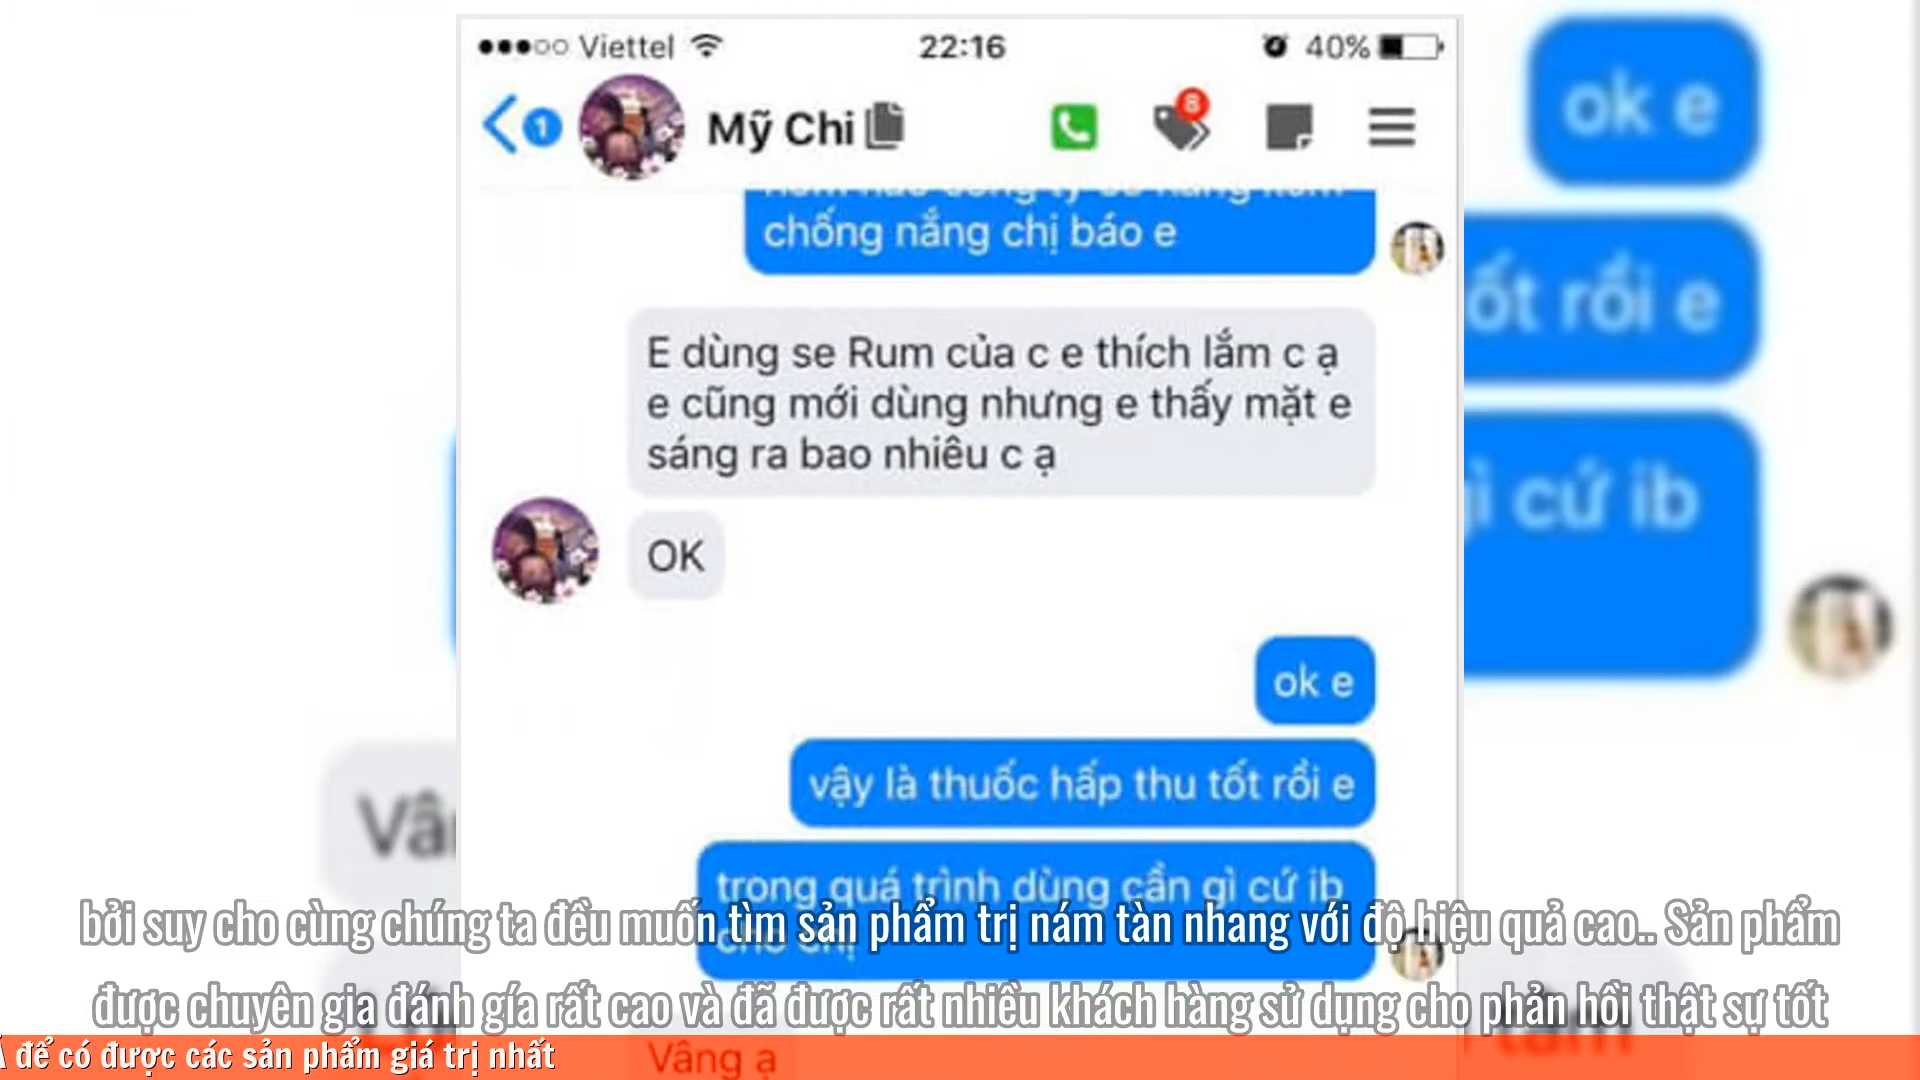 Viettel
22:16
40%
1
Mỹ Chi
8
chống nắng chị báo e
E dùng se Rum của c e thích lắm c ạ
e cũng mới dùng nhưng e thấy mặt e
sáng ra bao nhiêu c ạ
OK
ok e
vậy là thuốc hấp thu tốt rồi e
trong quá trình dùng cần gì cứ ib
cho chị
Vâng ạ
ok e
ốt rồi e
gì cứ ib
bởi suy cho cùng chúng ta đều muốn tìm sản phẩm trị nám tàn nhang với độ hiệu quả cao.. Sản phẩm
được chuyên gia đánh gía rất cao và đã được rất nhiều khách hàng sử dụng cho phản hồi thật sự tốt
để có được các sản phẩm giá trị nhất